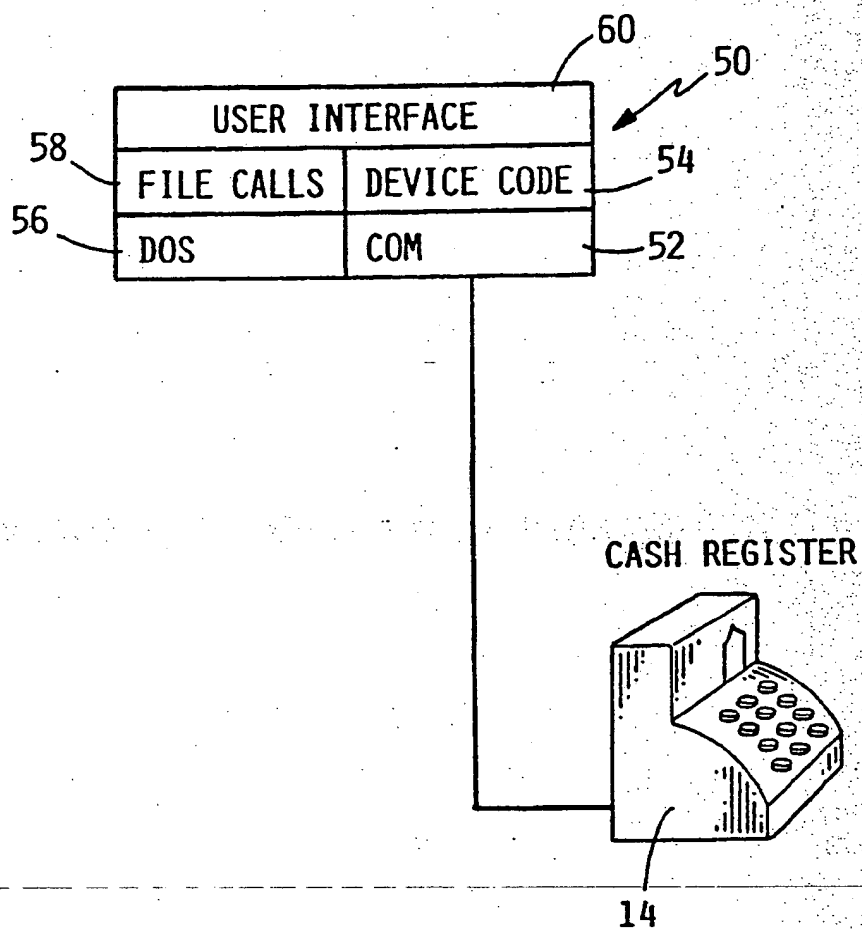 60
50
USER INTERFACE
58
FILE CALLS
DEVICE CODE
54
56
DOS
COM
52
CASH REGISTER
14